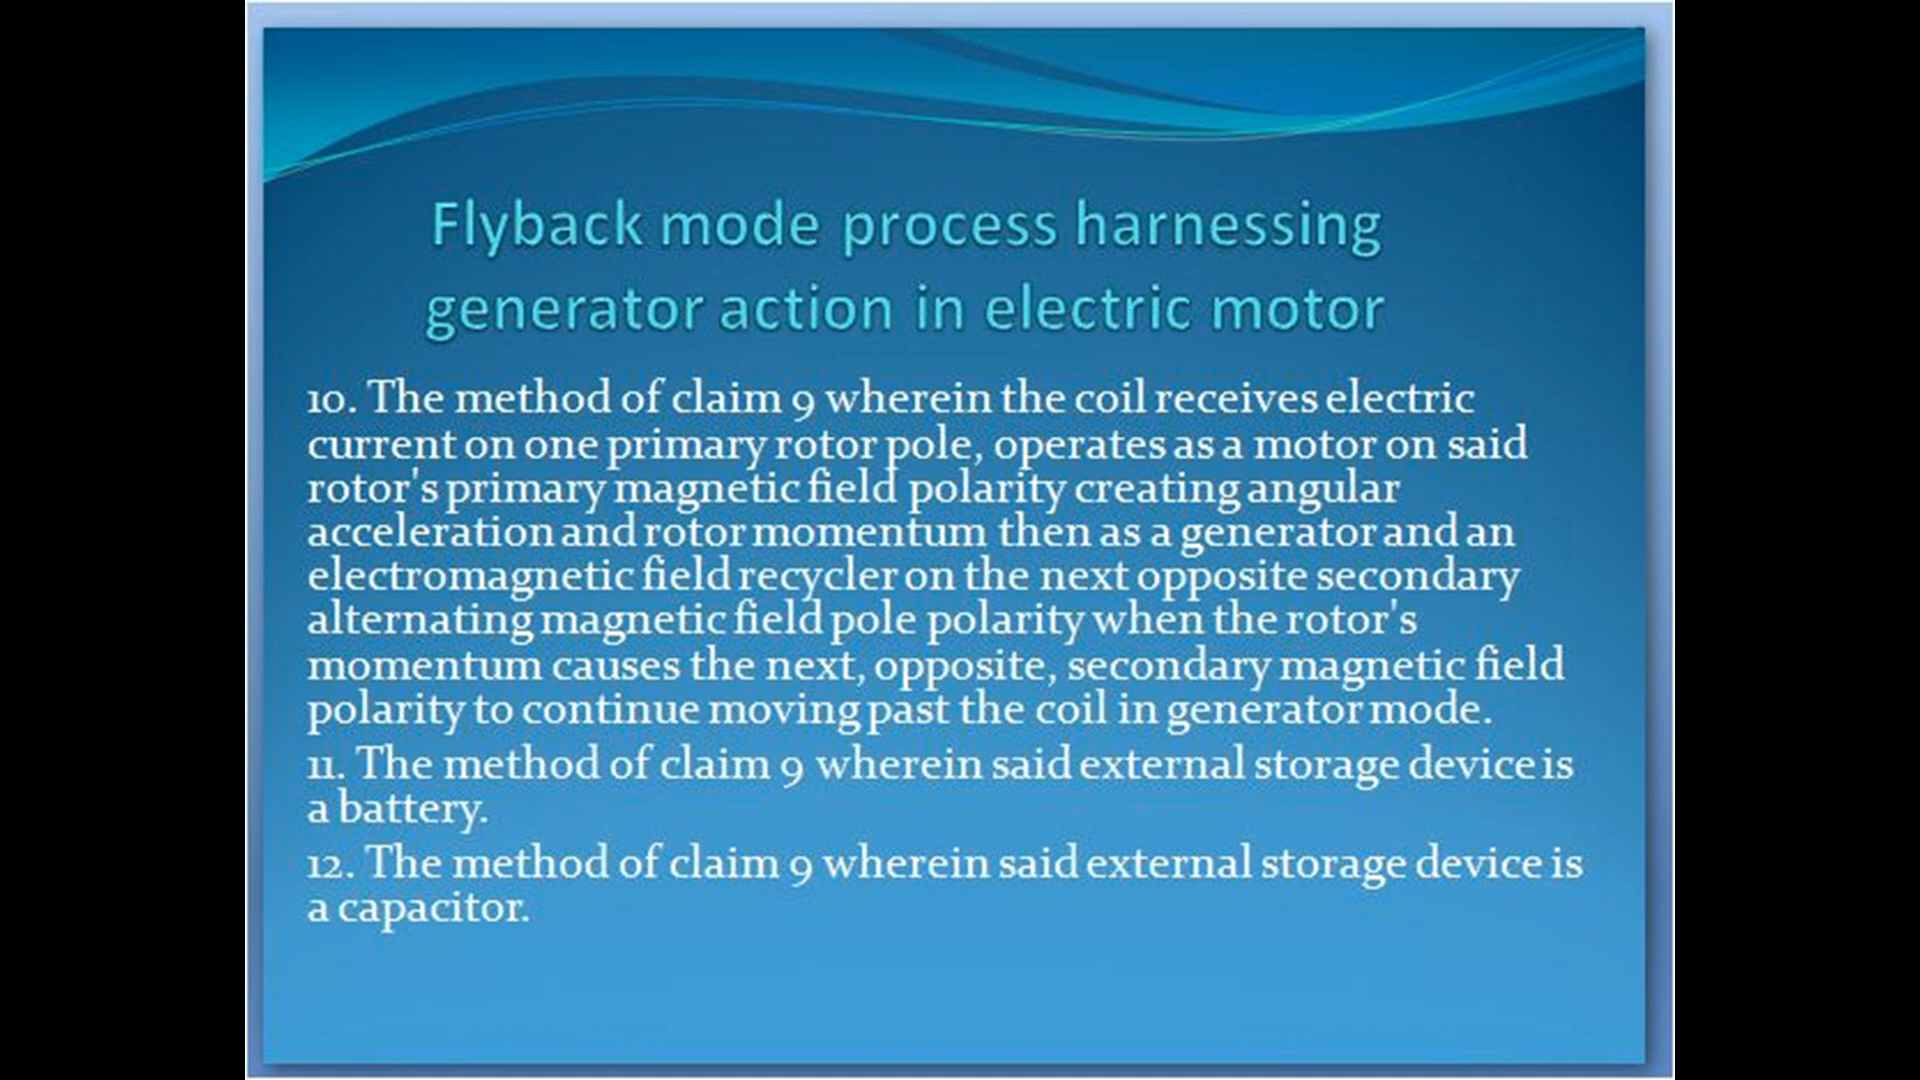 Flyback mode process harnessing
generator action in electric motor
10. The method of claim 9 wherein the coil receives electric
current on one primary rotor pole, operates as a motor on said
rotor's primary magnetic field polarity creating angular
acceleration and rotor momentum then as a generator and an
electromagnetic field recycler on the next opposite secondary
alternating magnetic field pole polarity when the rotor's
momentum causes the next, opposite, secondary magnetic field
polarity to continue moving past the coil in generator mode.
11. The method of claim 9 wherein said external storage device is
a battery.
12. The method of claim 9 wherein said external storage device is
a capacitor.